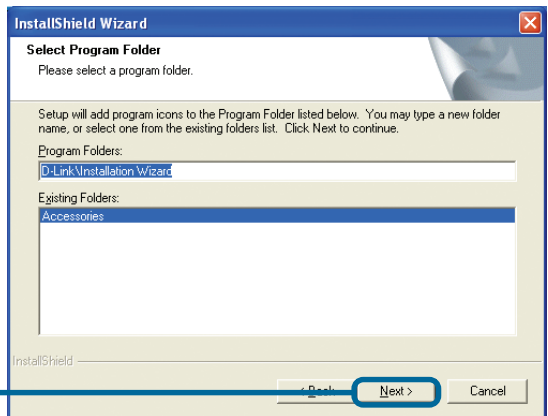 InstallShield Wizard
Select Program Folder
Please select a program folder.
Setup will add program icons to the Program Folder listed below. You may type a new folder
name, or select one from the existing folders list. Click Next to continue.
Program Folders:
D-Link\Installation Wizard
Existing Folders:
Accessories
InstallShield
< Back Next > Cancel